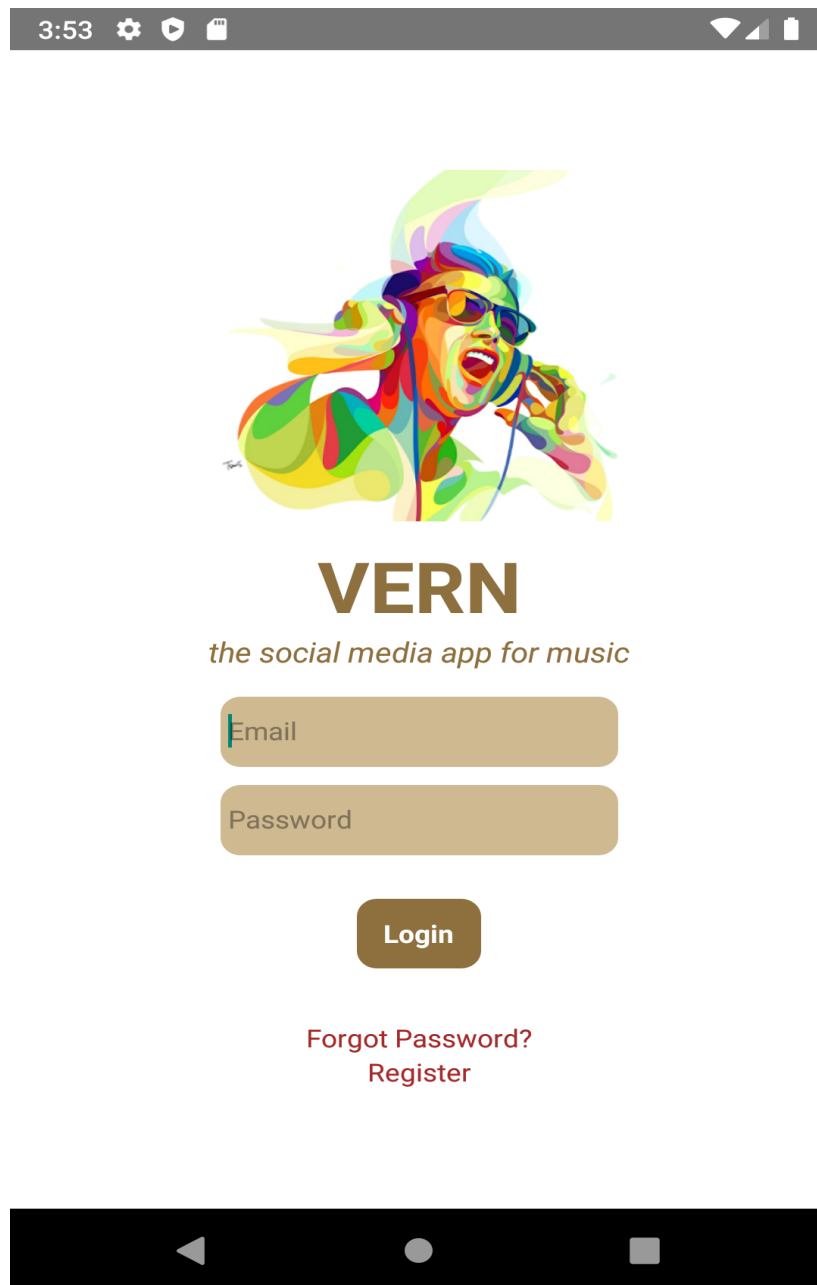 3:53
VERN
the social media app for music
Email
Password
Login
Forgot Password?
Register